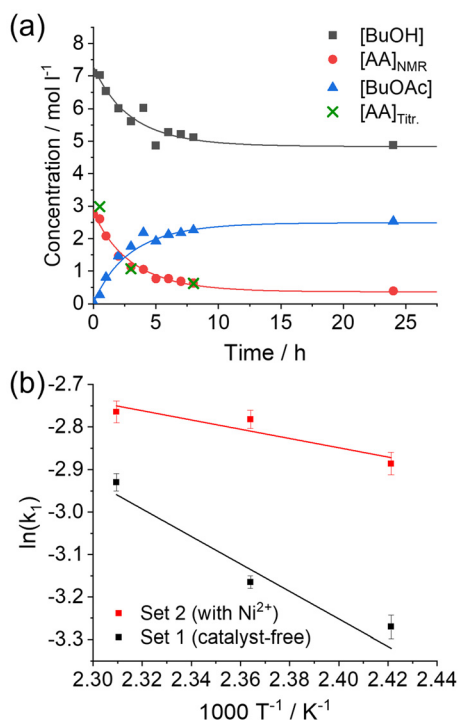 (a)
[BuOH]
[AA]NMR
[BuOAc]
[AA]Titr.
Concentration / mol l⁻¹
8
7
6
5
4
3
2
1
0
0 5 10 15 20 25
Time / h
(b)
ln(k₁)
-2.7
-2.8
-2.9
-3.0
-3.1
-3.2
-3.3
Set 2 (with Ni²⁺)
Set 1 (catalyst-free)
2.30 2.32 2.34 2.36 2.38 2.40 2.42 2.44
1000 T⁻¹ / K⁻¹